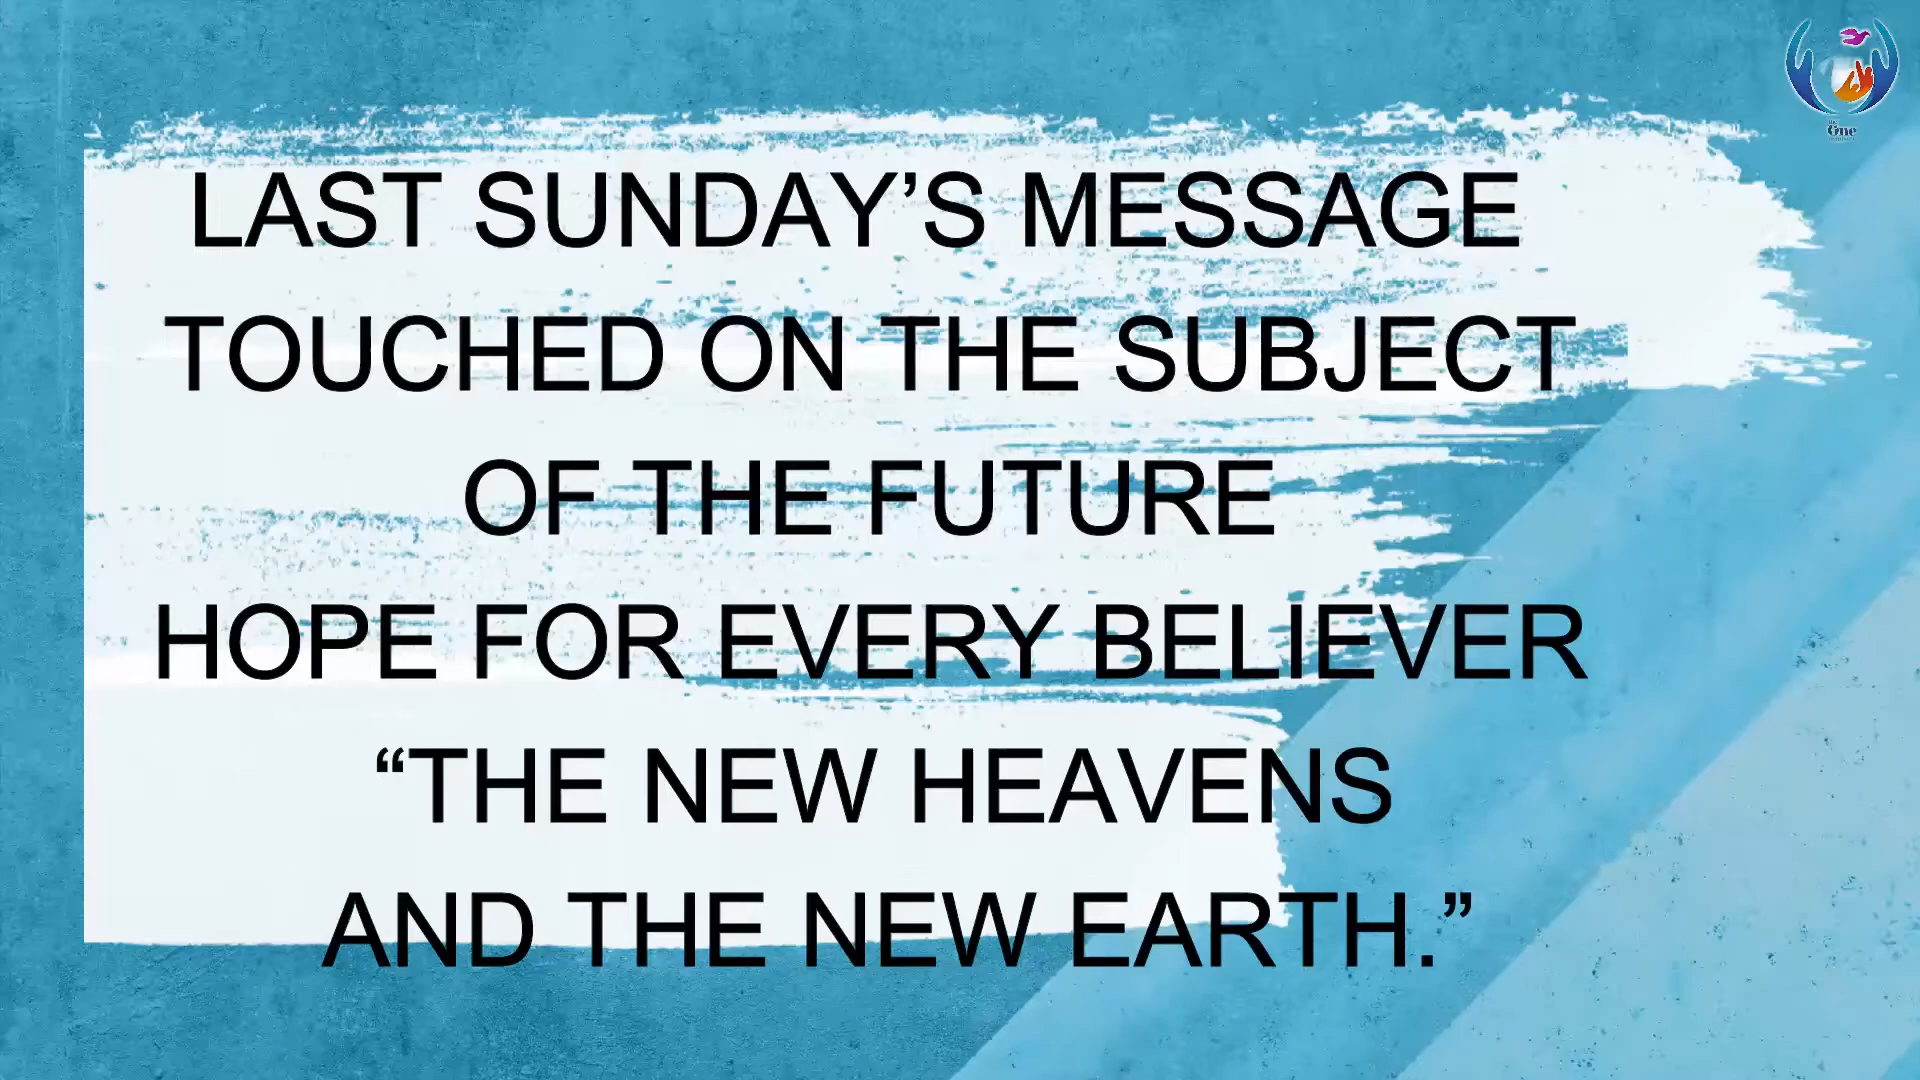 LAST SUNDAY’S MESSAGE
TOUCHED ON THE SUBJECT
OF THE FUTURE
HOPE FOR EVERY BELIEVER
“THE NEW HEAVENS
AND THE NEW EARTH.”
One